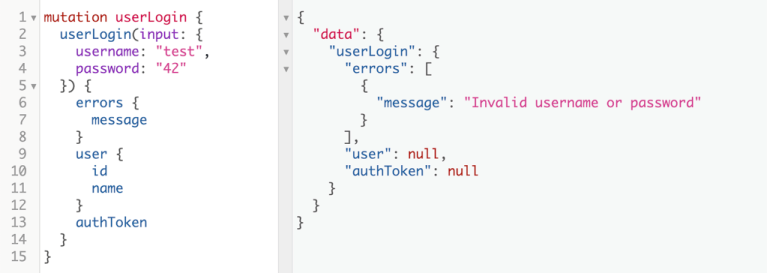 1 mutation userLogin {
2 userLogin(input: {
3 username: "test",
4 password: "42"
5 }) {
6 errors {
7 message
8 }
9 user {
10 id
11 name
12 }
13 authToken
14 }
15 }
{
"data": {
"userLogin": {
"errors": [
{
"message": "Invalid username or password"
}
],
"user": null,
"authToken": null
}
}
}